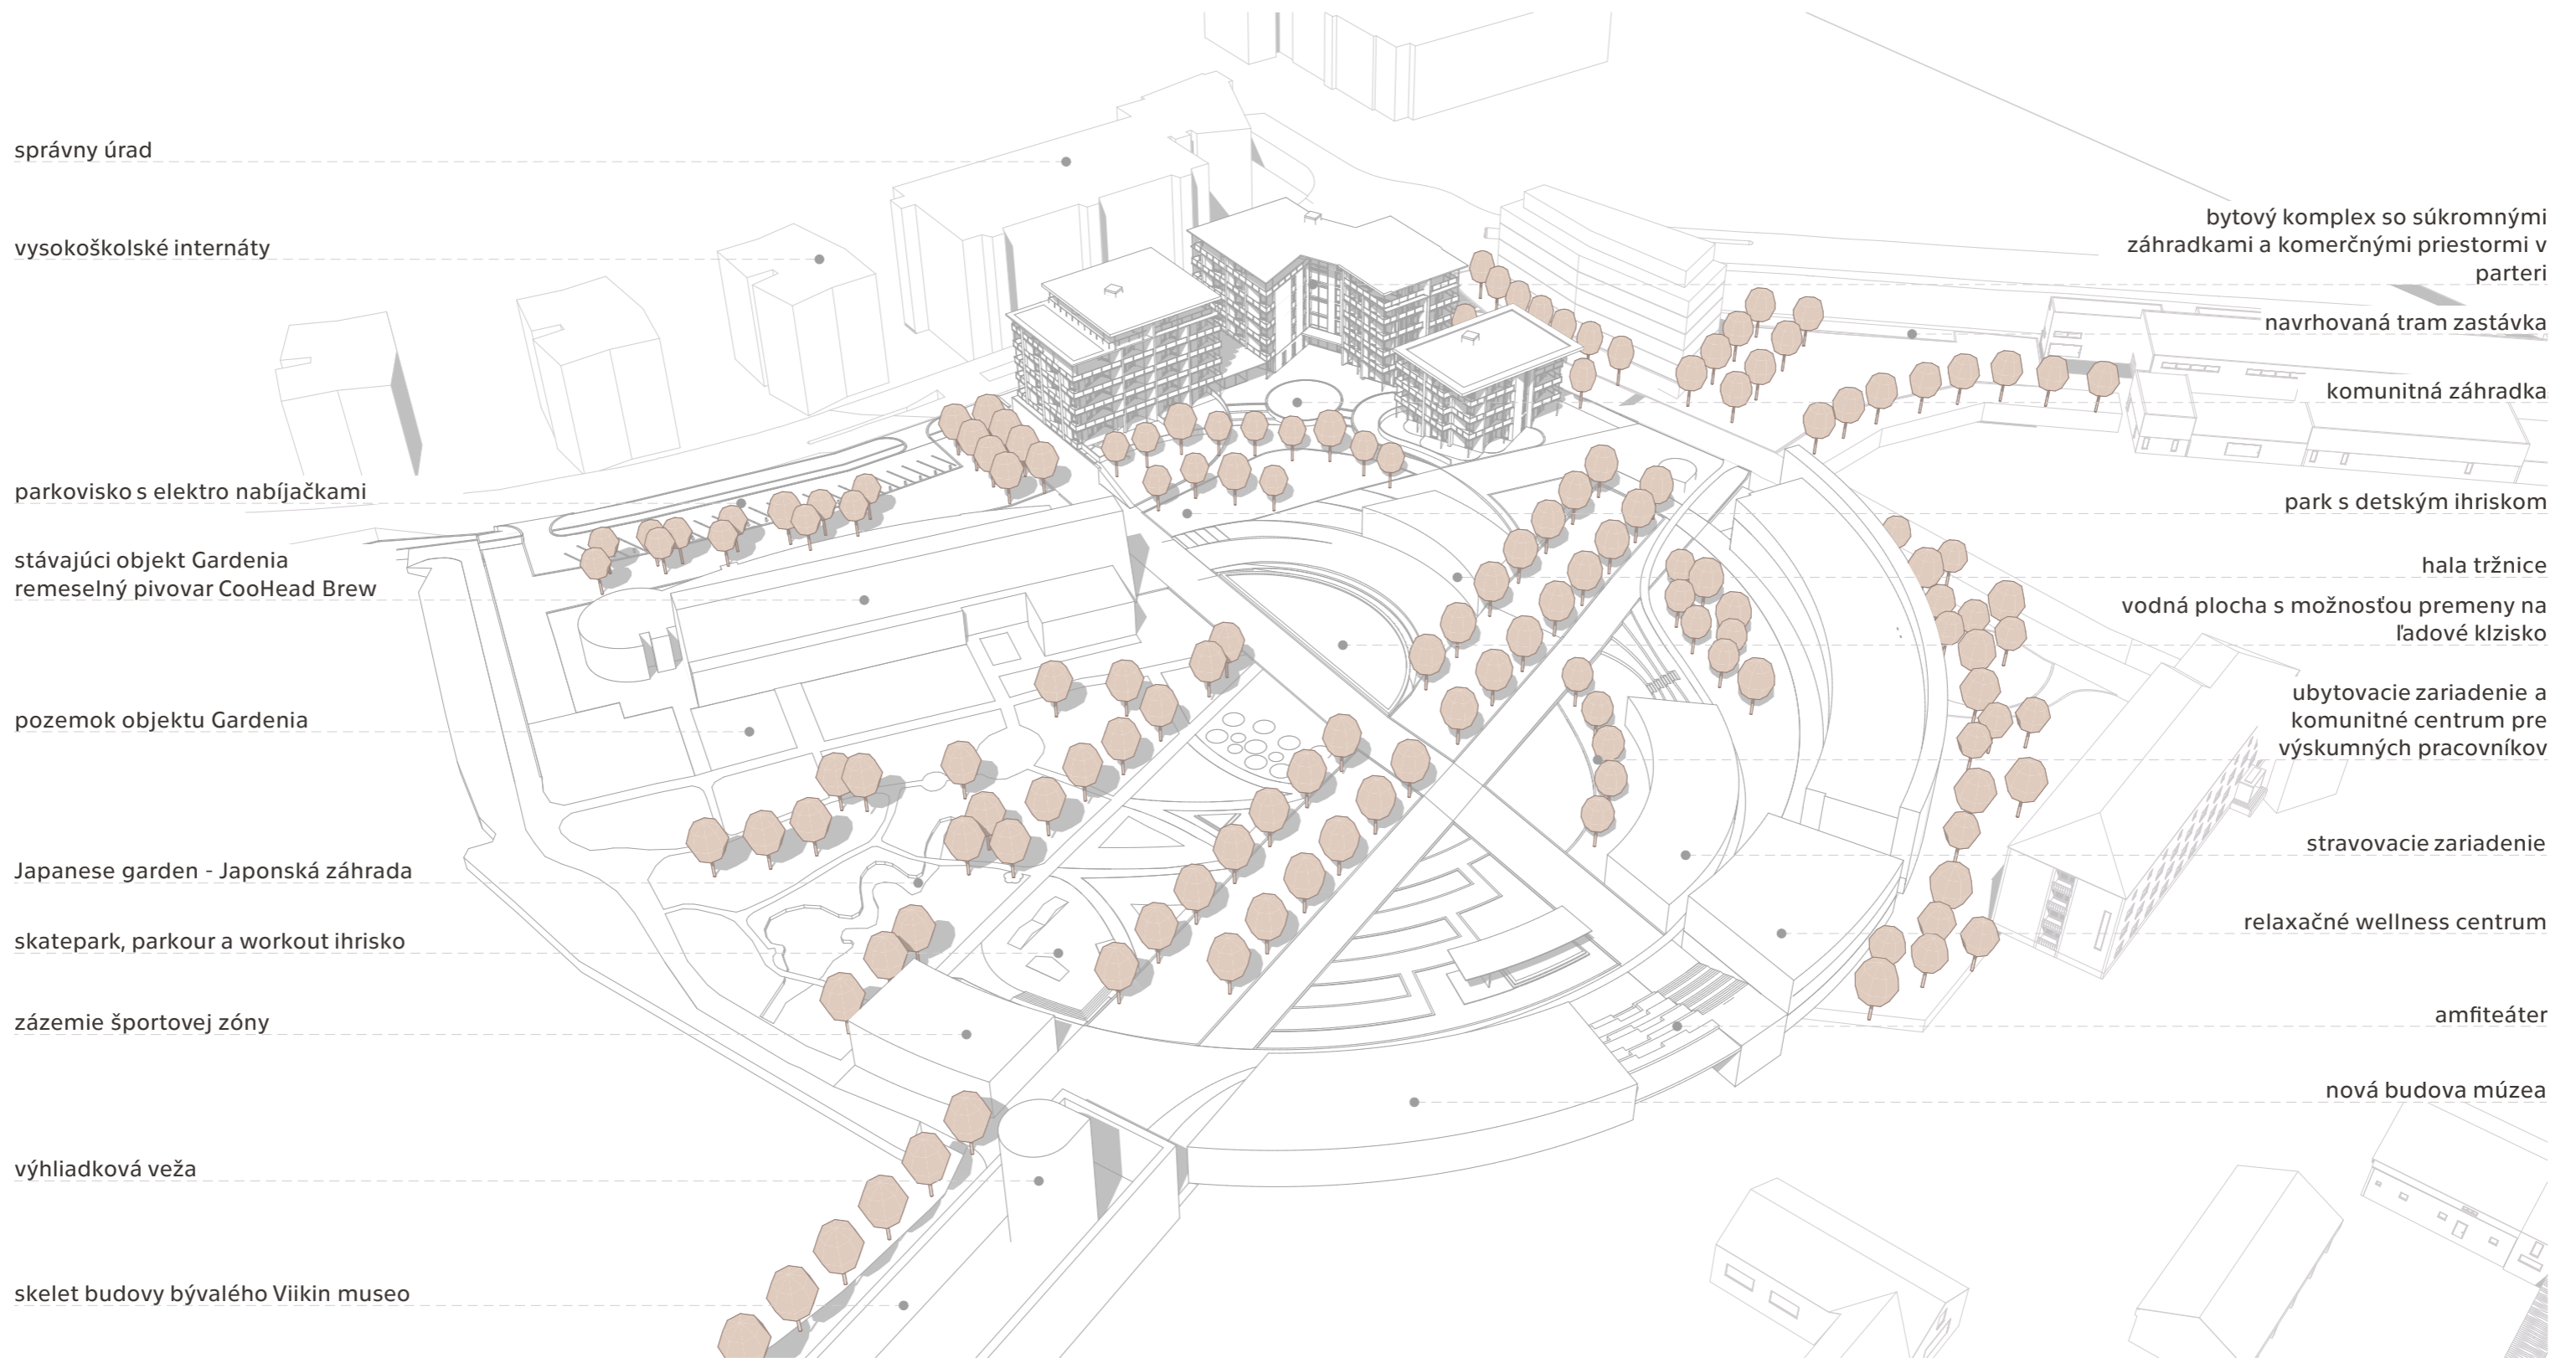 správny úrad
vysokoškolské internáty
parkovisko s elektro nabíjačkami
stávajúci objekt Gardenia
remeselný pivovar CooHead Brew
pozemok objektu Gardenia
Japanese garden - Japonská záhrada
skatepark, parkour a workout ihrisko
zázemie športovej zóny
výhliadková veža
skelet budovy bývalého Viikin museo
bytový komplex so súkromnými
záhradkami a komerčnými priestormi v
parteri
navrhovaná tram zastávka
komunitná záhradka
park s detským ihriskom
hala tržnice
vodná plocha s možnosťou premeny na
ľadové klzisko
ubytovacie zariadenie a
komunitné centrum pre
výskumných pracovníkov
stravovacie zariadenie
relaxačné wellness centrum
amfiteáter
nová budova múzea